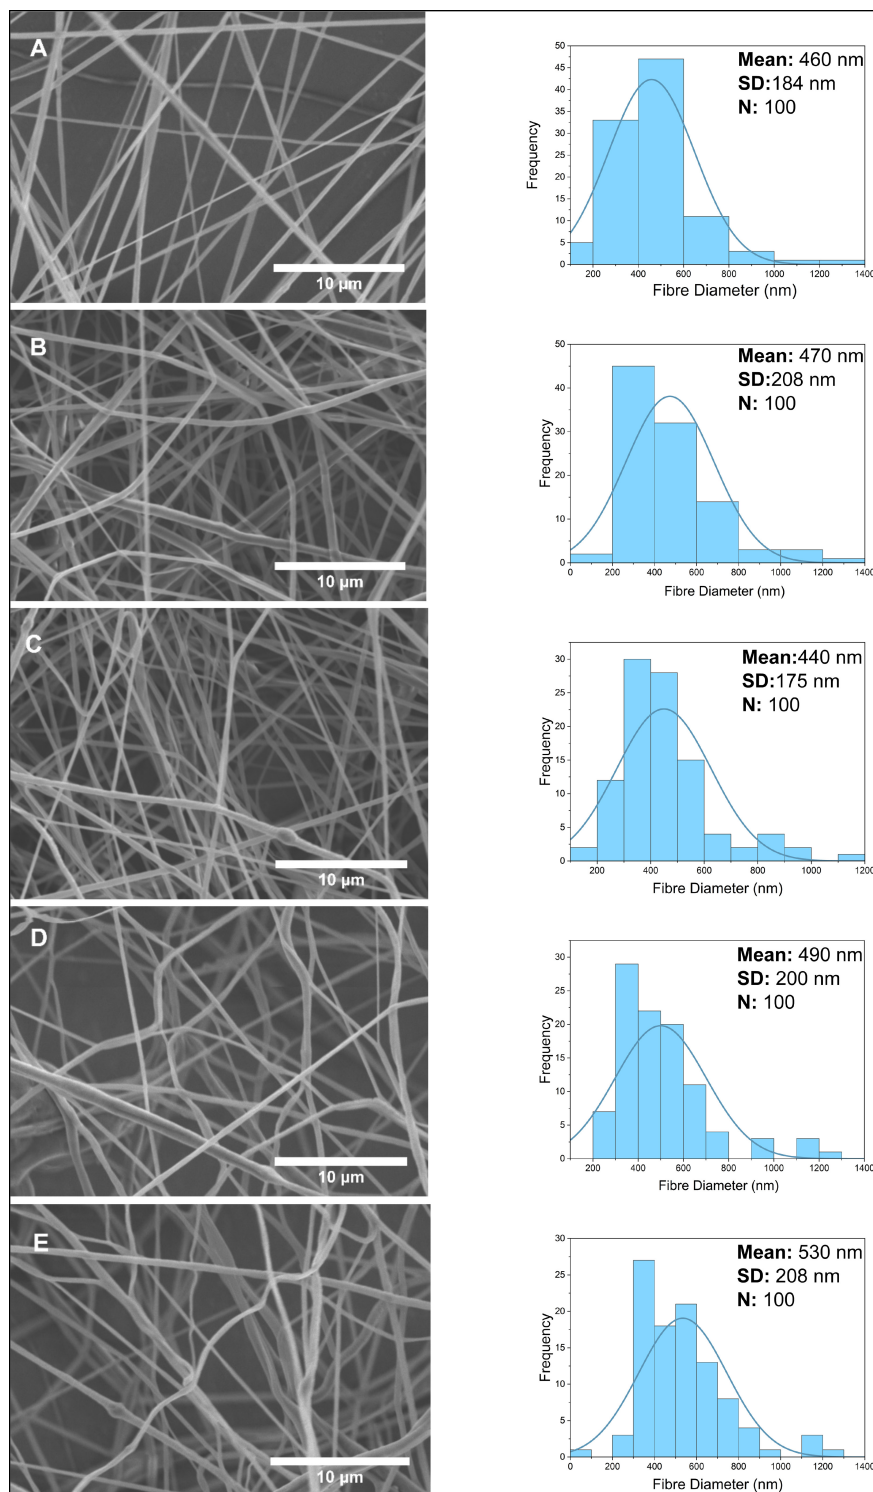 A
10 µm
50
45
40
35
30
25
20
15
10
5
0
Frequency
200 400 600 800 1000 1200 1400
Fibre Diameter (nm)
Mean: 460 nm
SD:184 nm
N: 100
B
10 µm
50
40
30
20
10
0
Frequency
0 200 400 600 800 1000 1200 1400
Fibre Diameter (nm)
Mean: 470 nm
SD:208 nm
N: 100
C
10 µm
30
25
20
15
10
5
0
Frequency
200 400 600 800 1000 1200
Fibre Diameter (nm)
Mean:440 nm
SD:175 nm
N: 100
D
10 µm
30
25
20
15
10
5
0
Frequency
200 400 600 800 1000 1200 1400
Fibre Diameter (nm)
Mean: 490 nm
SD: 200 nm
N: 100
E
10 µm
30
25
20
15
10
5
0
Frequency
0 200 400 600 800 1000 1200 1400
Fibre Diameter (nm)
Mean: 530 nm
SD: 208 nm
N: 100